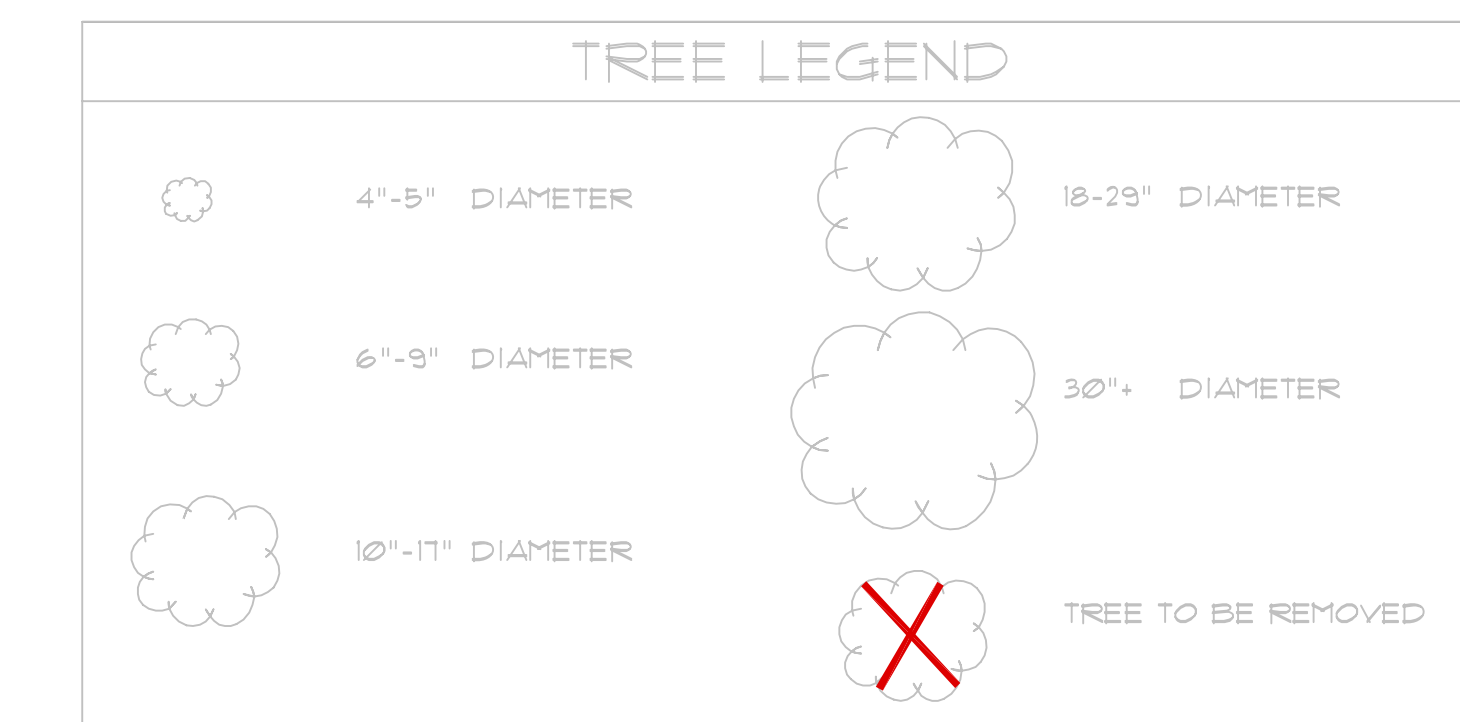 TREE LEGEND
4"-5" DIAMETER
6"-9" DIAMETER
10"-17" DIAMETER
18-29" DIAMETER
30"+ DIAMETER
TREE TO BE REMOVED